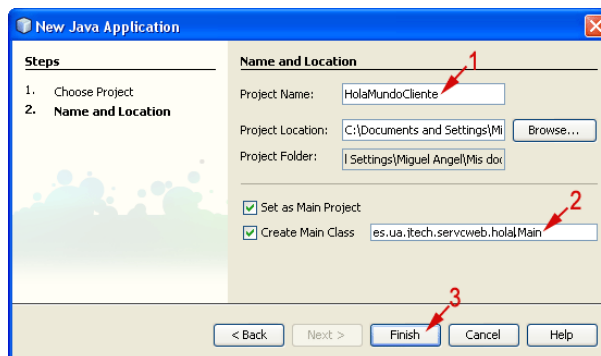 New Java Application
Steps
1. Choose Project
2. Name and Location
Name and Location
1
Project Name: HolaMundoCliente
Project Location: C:\Documents and Settings\Mi Browse...
Project Folder: l Settings\Miguel Angel\Mis doc
Set as Main Project
2
Create Main Class es.ua.jtech.servcweb.hola.Main
3
< Back Next > Finish Cancel Help